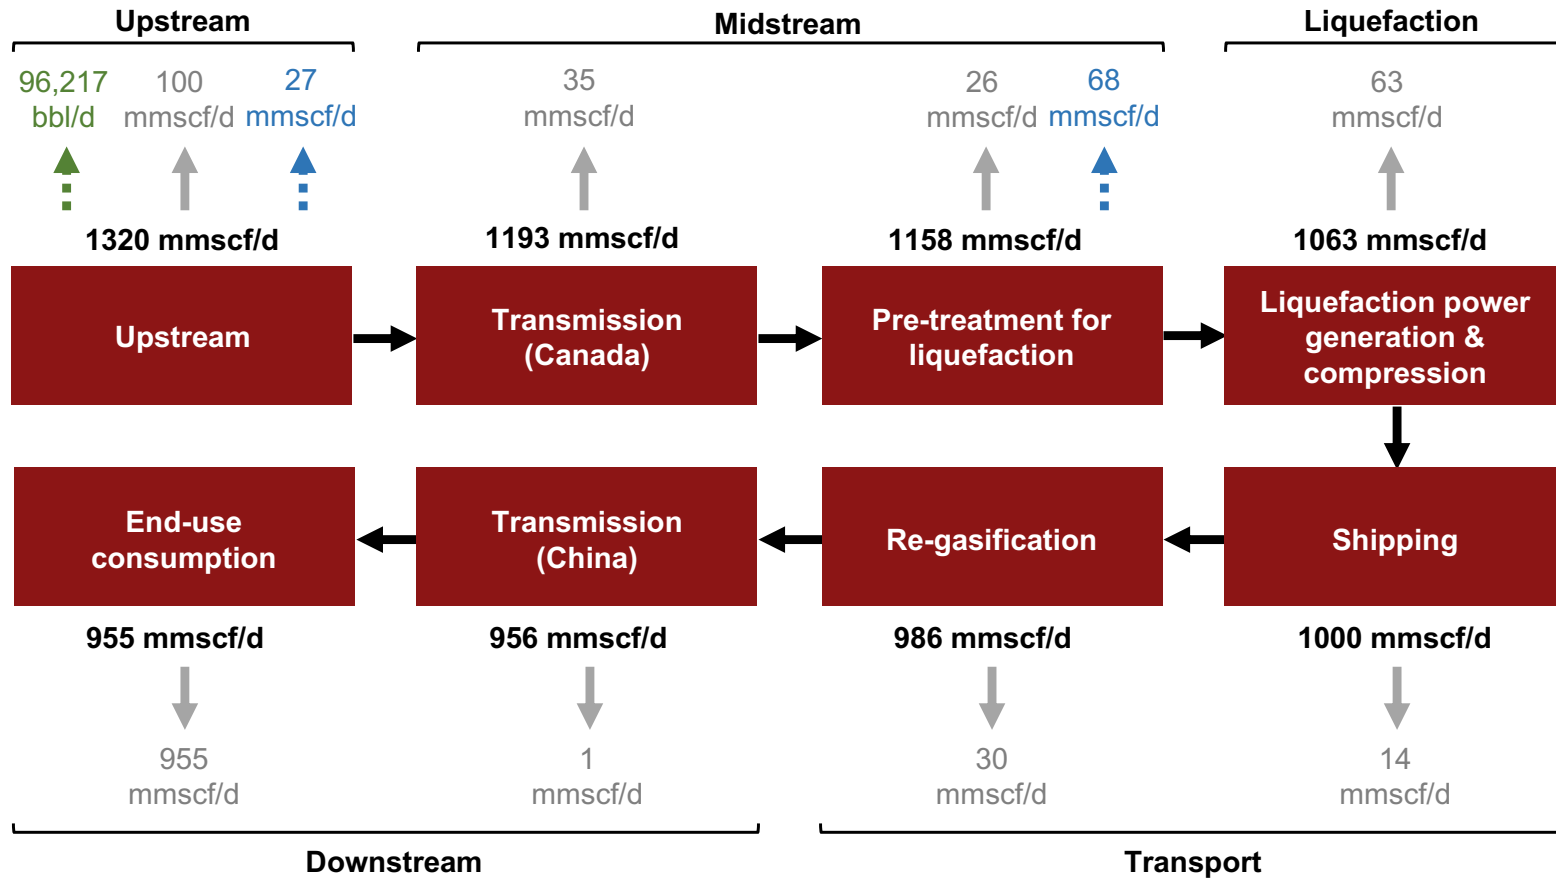 Upstream
Midstream
Liquefaction
96,217
bbl/d
100
mmscf/d
27
mmscf/d
35
mmscf/d
26
mmscf/d
68
mmscf/d
63
mmscf/d
1320 mmscf/d
1193 mmscf/d
1158 mmscf/d
1063 mmscf/d
Upstream
Transmission
(Canada)
Pre-treatment for
liquefaction
Liquefaction power
generation &
compression
End-use
consumption
Transmission
(China)
Re-gasification
Shipping
955 mmscf/d
956 mmscf/d
986 mmscf/d
1000 mmscf/d
955
mmscf/d
1
mmscf/d
30
mmscf/d
14
mmscf/d
Downstream
Transport